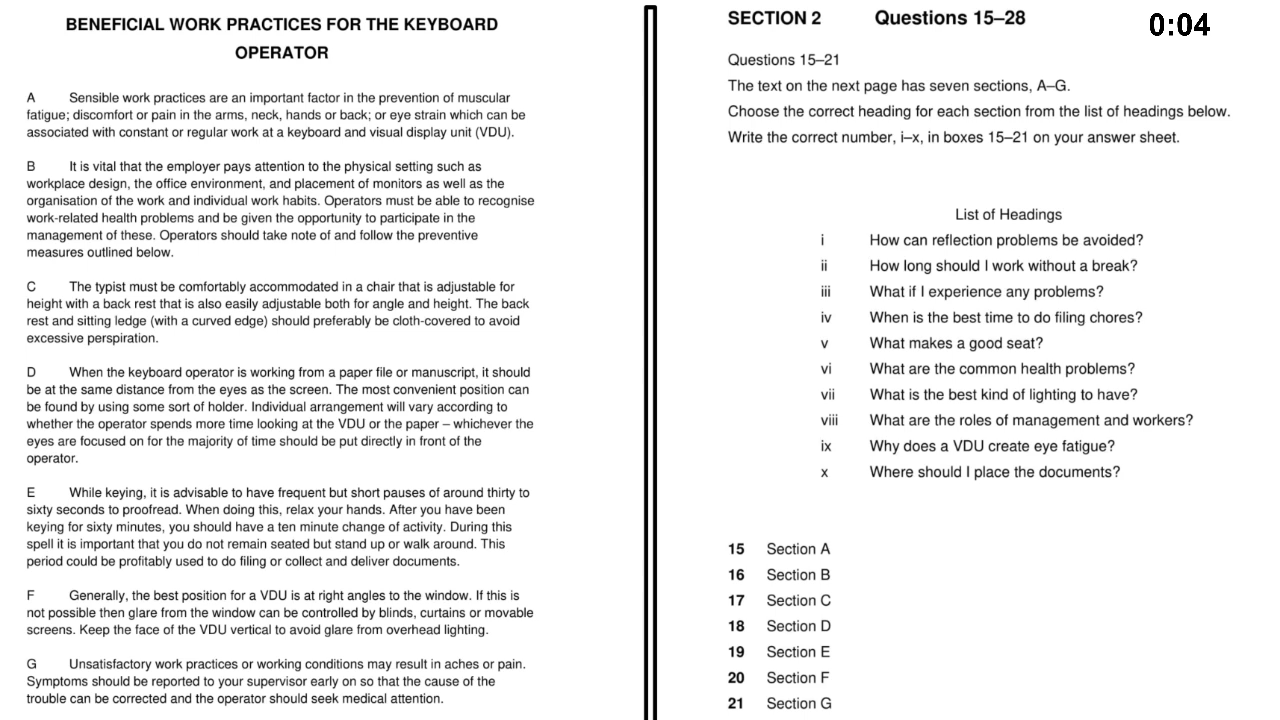 BENEFICIAL WORK PRACTICES FOR THE KEYBOARD
OPERATOR
A Sensible work practices are an important factor in the prevention of muscular
fatigue; discomfort or pain in the arms, neck, hands or back; or eye strain which can be
associated with constant or regular work at a keyboard and visual display unit (VDU).
B It is vital that the employer pays attention to the physical setting such as
workplace design, the office environment, and placement of monitors as well as the
organisation of the work and individual work habits. Operators must be able to recognise
work-related health problems and be given the opportunity to participate in the
management of these. Operators should take note of and follow the preventive
measures outlined below.
C The typist must be comfortably accommodated in a chair that is adjustable for
height with a back rest that is also easily adjustable both for angle and height. The back
rest and sitting ledge (with a curved edge) should preferably be cloth-covered to avoid
excessive perspiration.
D When the keyboard operator is working from a paper file or manuscript, it should
be at the same distance from the eyes as the screen. The most convenient position can
be found by using some sort of holder. Individual arrangement will vary according to
whether the operator spends more time looking at the VDU or the paper – whichever the
eyes are focused on for the majority of time should be put directly in front of the
operator.
E While keying, it is advisable to have frequent but short pauses of around thirty to
sixty seconds to proofread. When doing this, relax your hands. After you have been
keying for sixty minutes, you should have a ten minute change of activity. During this
spell it is important that you do not remain seated but stand up or walk around. This
period could be profitably used to do filing or collect and deliver documents.
F Generally, the best position for a VDU is at right angles to the window. If this is
not possible then glare from the window can be controlled by blinds, curtains or movable
screens. Keep the face of the VDU vertical to avoid glare from overhead lighting.
G Unsatisfactory work practices or working conditions may result in aches or pain.
Symptoms should be reported to your supervisor early on so that the cause of the
trouble can be corrected and the operator should seek medical attention.
SECTION 2 Questions 15–28
0:04
Questions 15–21
The text on the next page has seven sections, A–G.
Choose the correct heading for each section from the list of headings below.
Write the correct number, i–x, in boxes 15–21 on your answer sheet.
List of Headings
i How can reflection problems be avoided?
ii How long should I work without a break?
iii What if I experience any problems?
iv When is the best time to do filing chores?
v What makes a good seat?
vi What are the common health problems?
vii What is the best kind of lighting to have?
viii What are the roles of management and workers?
ix Why does a VDU create eye fatigue?
x Where should I place the documents?
15 Section A
16 Section B
17 Section C
18 Section D
19 Section E
20 Section F
21 Section G